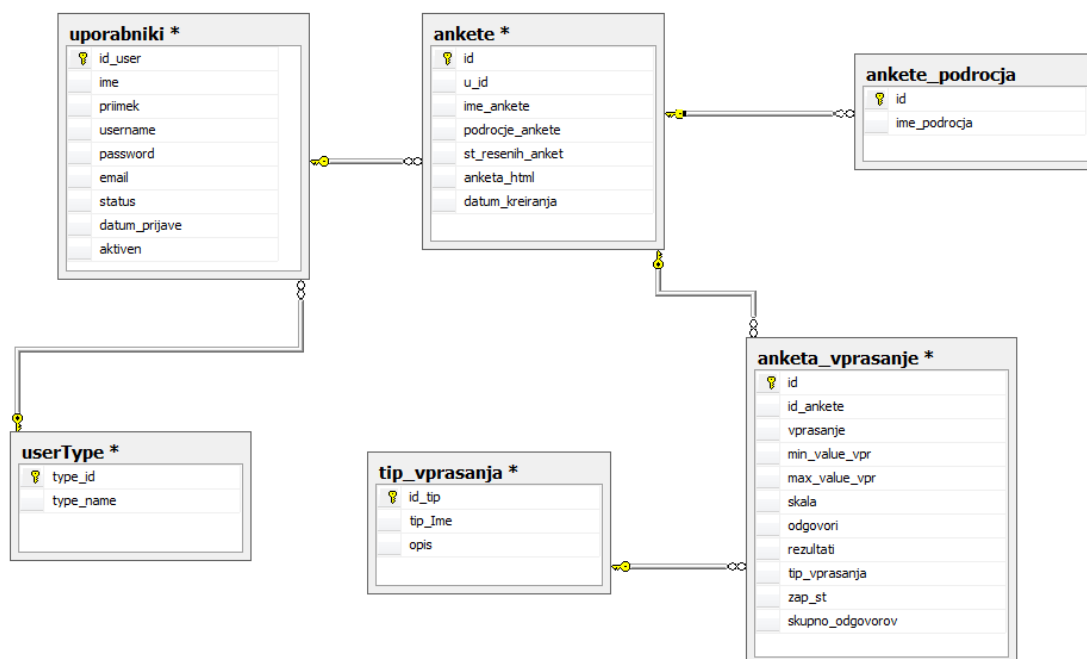 uporabniki *
id_user
ime
priimek
username
password
email
status
datum_prijave
aktiven
ankete *
id
u_id
ime_ankete
podrocje_ankete
st_resenih_anket
anketa_html
datum_kreiranja
ankete_podrocja
id
ime_podrocja
userType *
type_id
type_name
tip_vprasanja *
id_tip
tip_Ime
opis
anketa_vprasanje *
id
id_ankete
vprasanje
min_value_vpr
max_value_vpr
skala
odgovori
rezultati
tip_vprasanja
zap_st
skupno_odgovorov